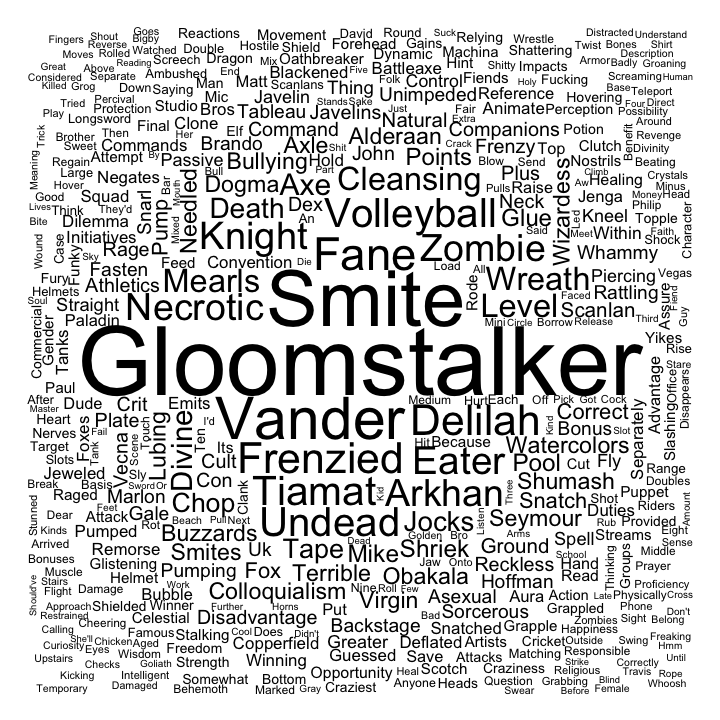 Fingers Shout Goes Bigby Reactions Movement David Round Suck Relying Wrestle Distracted Understand
Surprise Reverse Double Hostile Shield Forehead Gains Shattering Twist Bones Shirt
Moves Rolled Watched Screech Dragon Mix Oathbreaker Dynamic Machina Shitty Impacts Armor Badly Groaning Description
Great Above Reading Ambushed End Scanlans Blackened Five Battleaxe Hint Holy Fucking Screaming Human
Considered Separate Down Saying Man Matt Thing Folk Control Fiends Hovering Base Teleport
Killed Grog Percival Studio Mic Javelin Stands Sake Unimpeded Reference Four Direct
Tried Protection Bros Tableau Javelins Just Natural Extra Animate Perception Possibility
Play Longsword Final Clone Elf Command Alderaan Fair Companions Potion Around
Trick Brother Then Her Brando Axle Shit Crack Frenzy Top Clutch Benefit Revenge
Sweet Commands Passive Bullying Hold John Points Blow Send Nostrils Divinity
Meaning Regain Attempt By Bar Bull Part Cleansing Plus Climb Healing Beating
Large Negates Mouth Dogma Axe Pulls Raise Aw Crystals
Hover Snarl Pump Needled Death Dex Volleyball Neck Wizardess Jenga Minus
Good Squad Mixed An Glue Led Money Head
Lives Think They'd Knight Fane Zombie Said Kneel Philip Character
Bite Dilemma Meet Within Topple
Wound Case Funky Initiatives Sky Rage Feed Convention Die Load All Whammy Faith Shock
Fury Fasten Athletics Mearls Smite Rode Wreath Piercing Vegas
Helmets Straight Necrotic Level Faced Scanlan Rattling Assure Fiend
Soul Paladin Mini Circle Borrow Release Third Guy
Commercial Gender Tanks Gloomstalker Yikes Rise
Paul Stare
After Dude Crit Emits Medium Hurt Each Off Pick Got Cock Advantage Slashing Office Disappears
Master Heart Plate Lubing Touch I'd Vander Delilah Kind Correct
Nerves Fail Scene Divine Ten Hit Because Bonus Slot Separately
Target Foxes Tank Vecna Its Frenzied Eater Watercolors
Slots Jeweled Sly Cult Pool Cut Fly Range
Break Basis Sword Or Con Tiamat Kid Arkhan Three Shumash Doubles
Stunned Raged Marlon Chop Clank Snatch Shot Puppet Riders
Dear Attack Gale Beach Pull Next Undead Jocks Golden Bro Listen Seymour Duties Amount
Kinds Feet Pumped Rot Buzzards Dead Arms Rub Provided Eight
Arrived Remorse Smites Uk Tape Mike Shriek Ground Spell Streams Sense
Bonuses Glistening Pumping Fox Terrible Jaw Onto Reckless School Hand Thinking Groups Middle
Muscle Helmet Obakala Hoffman Read Prayer
Should've Stairs Flight Damage Bubble Work Colloquialism Nine Roll Few Virgin Asexual Aura Action Late Physically Proficiency Cross
Approach Shielded Winner Further Horns Put Bad Sorcerous Grappled Phone Don't
Restrained Cheering Celestial Disadvantage Backstage Snatched Grapple Perform Zombies Sight Belong
Calling She'll Chicken Famous Stalking Cool Does Didn't Greater Deflated Artists Cricket Happiness Outside Swing Freaking
Curiosity Eyes Aged Freedom Copperfield Guessed Save Attacks Matching Responsible Hmm
Upstairs Checks Wisdom Goliath Strength Winning Opportunity Heal Scotch Craziness Strike Religious Correctly Travis Until
Kicking Intelligent Somewhat Bottom Anyone Heads Question Grabbing Blind Rope
Temporary Damaged Behemoth Marked Gray Craziest Swear Before Female Whoosh